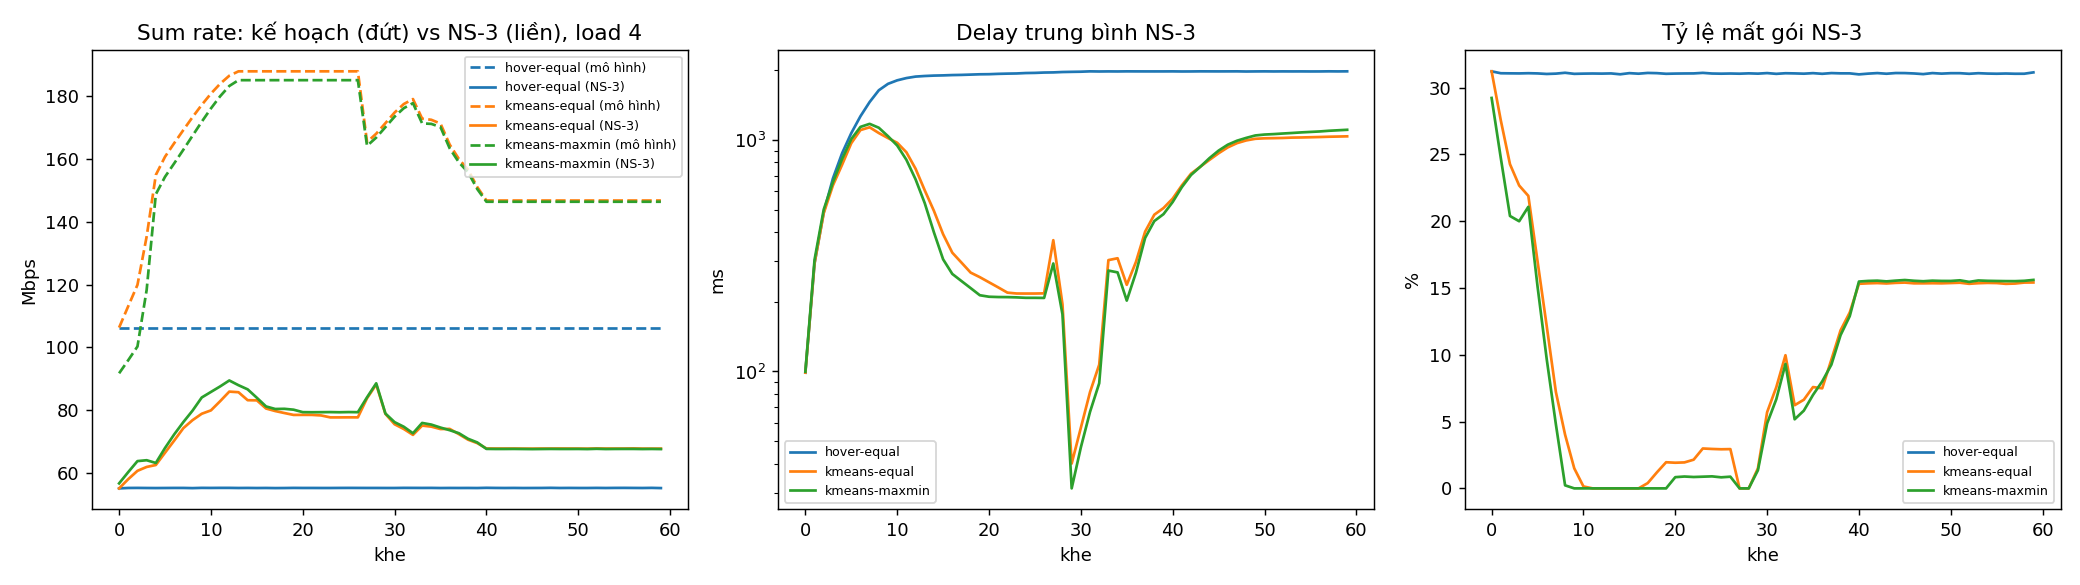 Sum rate: kế hoạch (đứt) vs NS-3 (liền), load 4
Mbps
180
160
140
120
100
80
60
0 10 20 30 40 50 60
khe
hover-equal (mô hình)
hover-equal (NS-3)
kmeans-equal (mô hình)
kmeans-equal (NS-3)
kmeans-maxmin (mô hình)
kmeans-maxmin (NS-3)
Delay trung bình NS-3
ms
10³
10²
0 10 20 30 40 50 60
khe
hover-equal
kmeans-equal
kmeans-maxmin
Tỷ lệ mất gói NS-3
%
30
25
20
15
10
5
0
0 10 20 30 40 50 60
khe
hover-equal
kmeans-equal
kmeans-maxmin